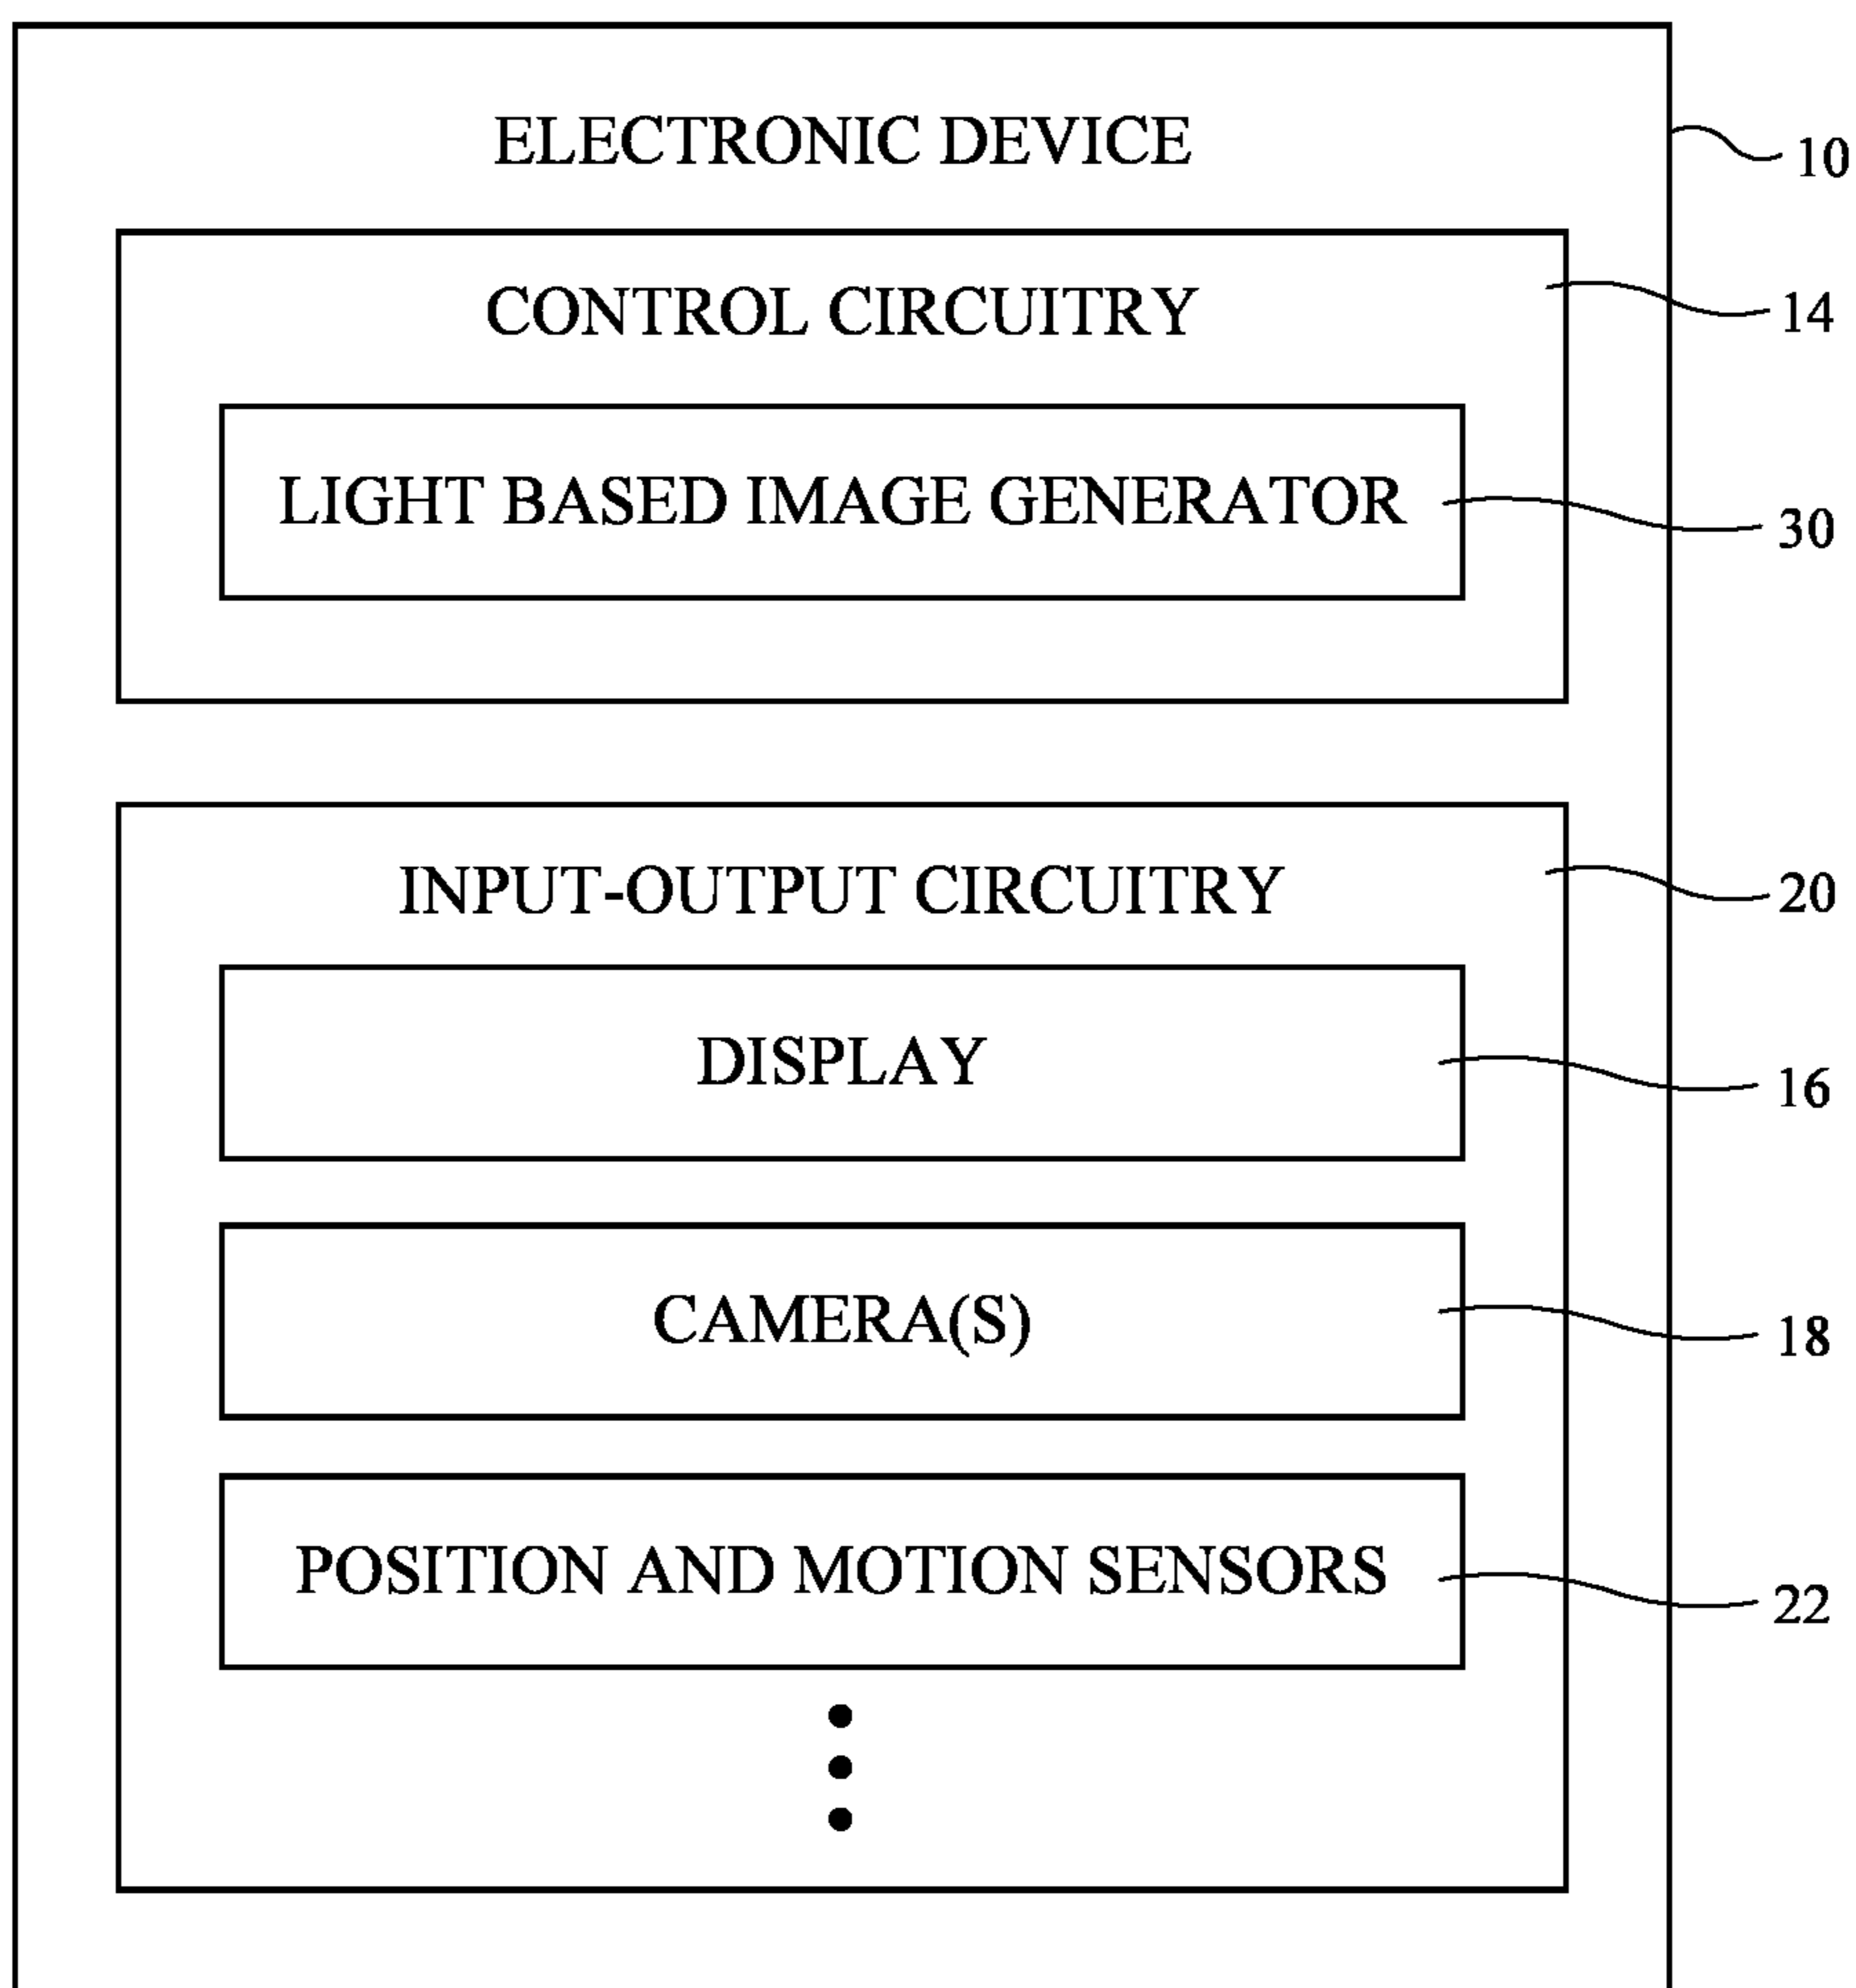 ELECTRONIC DEVICE
10
CONTROL CIRCUITRY
14
LIGHT BASED IMAGE GENERATOR
30
INPUT-OUTPUT CIRCUITRY
20
DISPLAY
16
CAMERA(S)
18
POSITION AND MOTION SENSORS
22